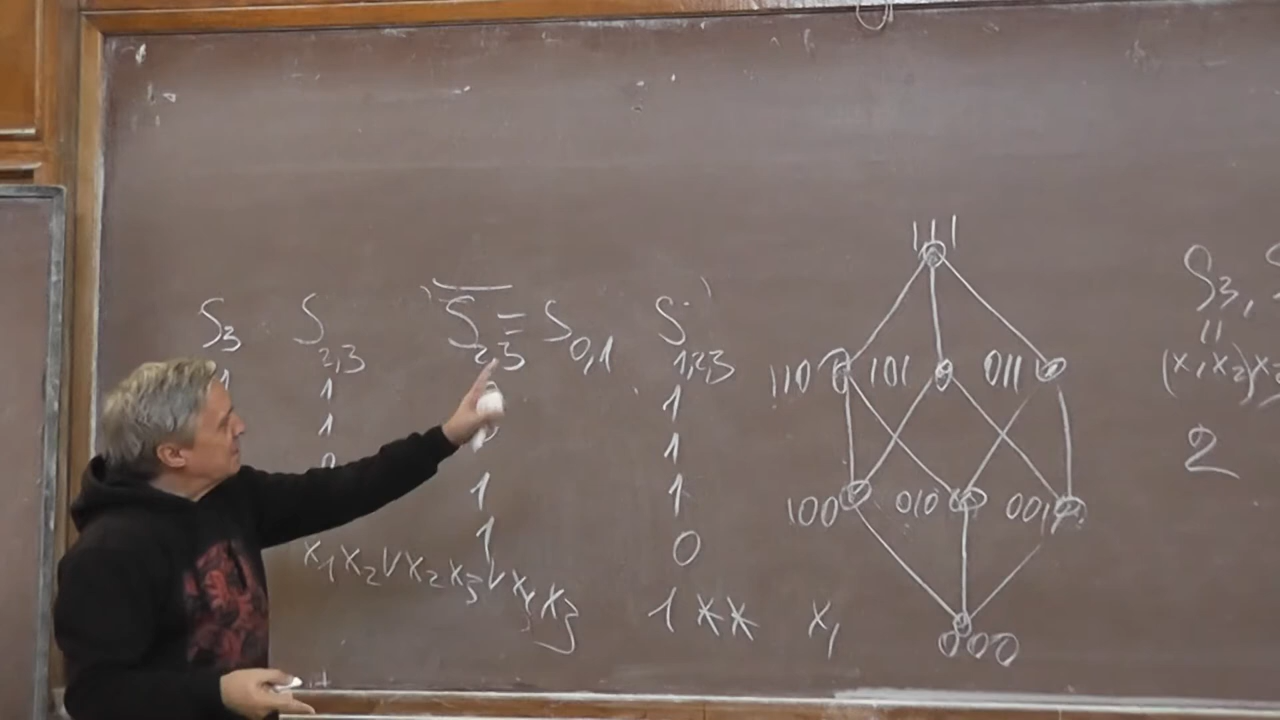 111
S₃ S₂,₃ S̅₂,₃ = S₀,₁ S₁,₂,₃
S₃,
||
(x₁x₂)x₃
110 101 011
1 1 1
1 1
0 1 1
1 0
2
100 010 001
x₁x₂∨x₂x₃∨x₁x₃
1** x₁
000